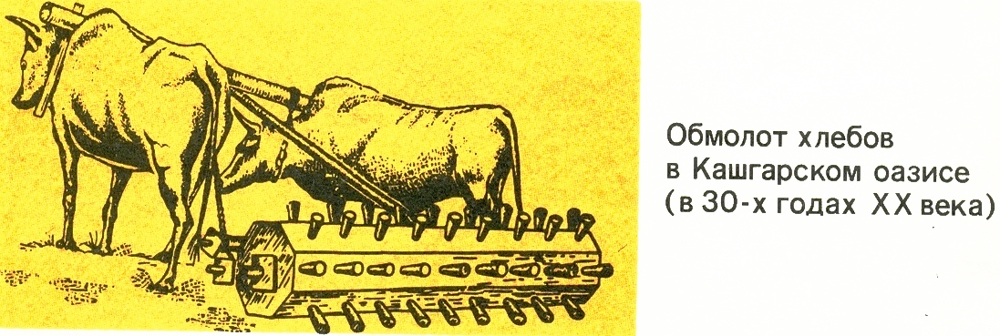 Обмолот хлебов
в Кашгарском оазисе
(в 30-х годах XX века)